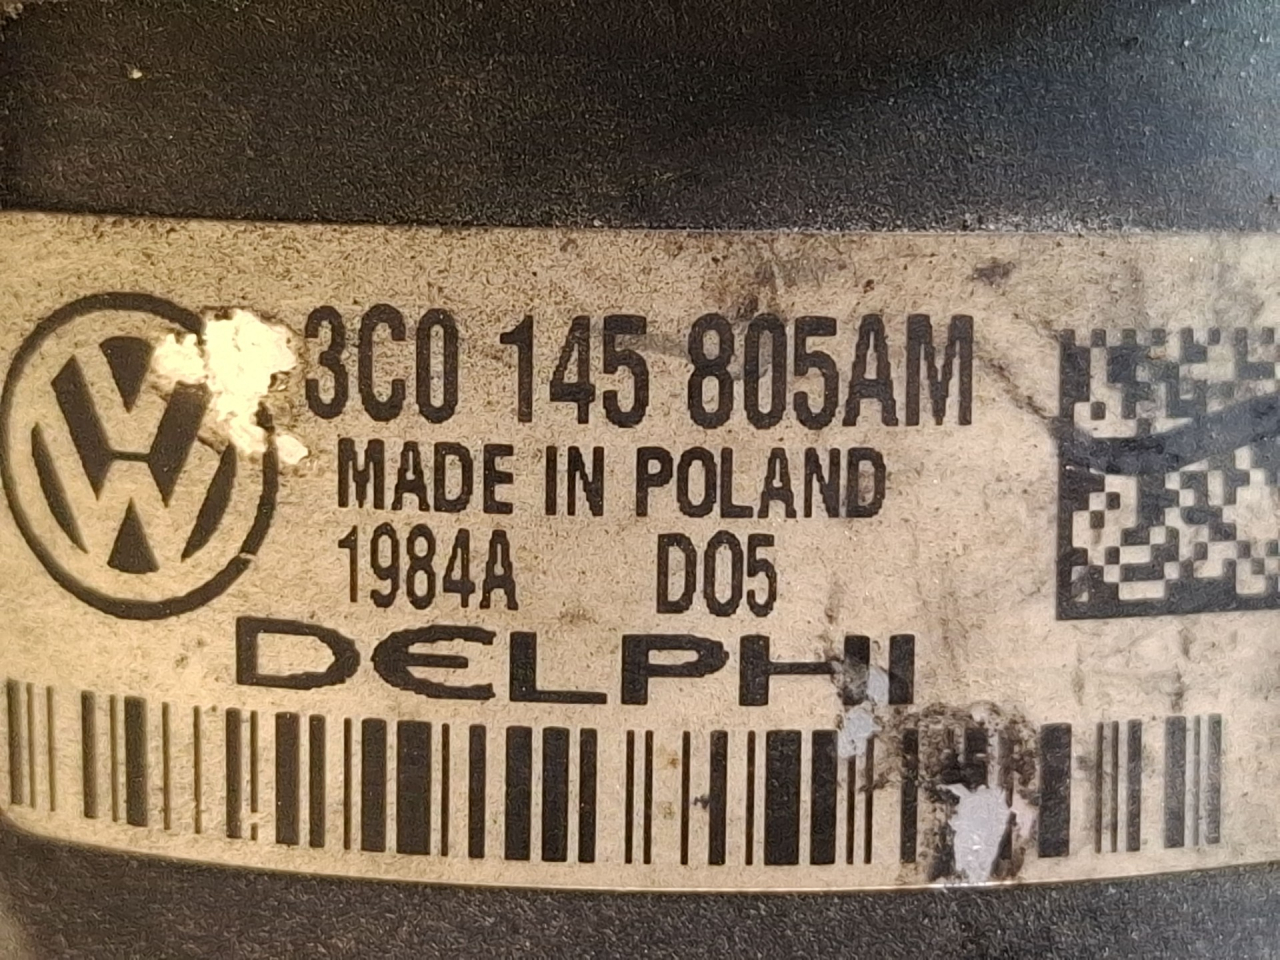 3C0 145 805AM
MADE IN POLAND
1984A D05
DELPHI